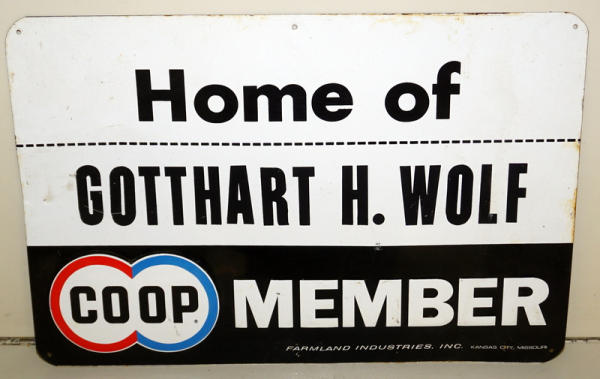 Home of
GOTTHART H. WOLF
CO OP MEMBER
FARMLAND INDUSTRIES, INC. KANSAS CITY, MISSOURI